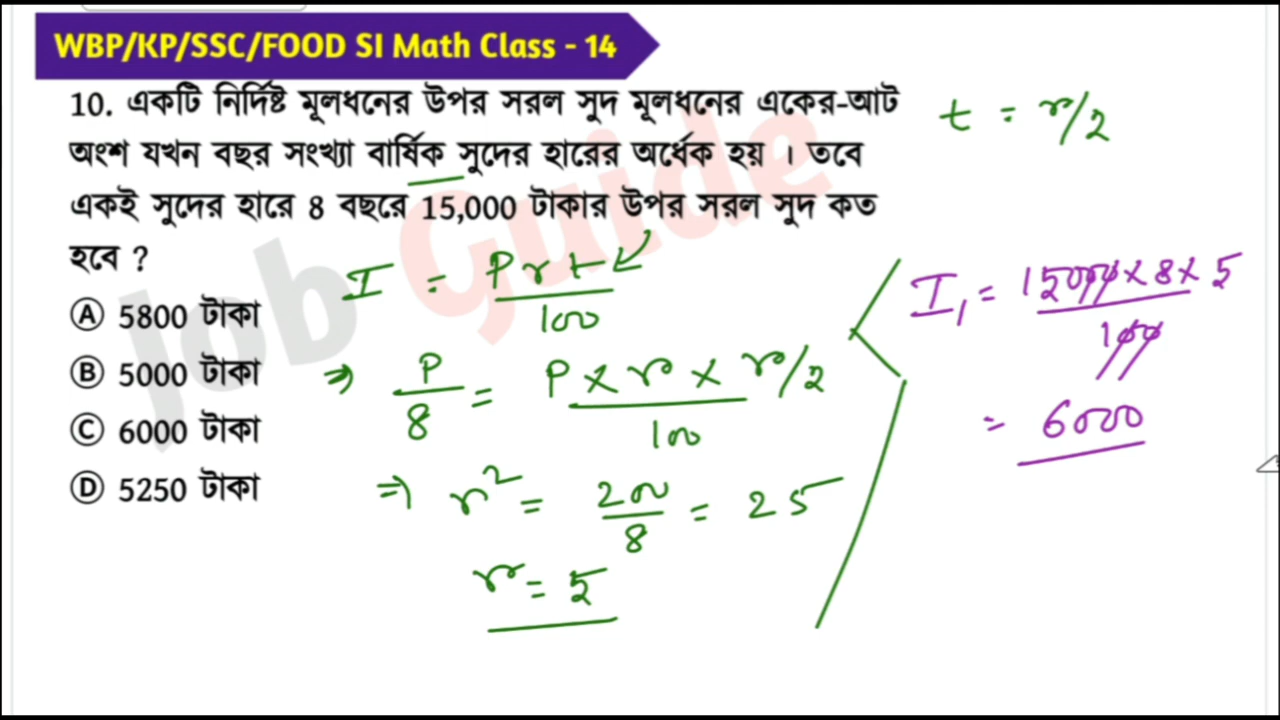 WBP/KP/SSC/FOOD SI Math Class - 14
10. একটি নির্দিষ্ট মূলধনের উপর সরল সুদ মূলধনের একের-আট
অংশ যখন বছর সংখ্যা বার্ষিক সুদের হারের অর্ধেক হয় । তবে
একই সুদের হারে 8 বছরে 15,000 টাকার উপর সরল সুদ কত
হবে ?
Ⓐ 5800 টাকা
Ⓑ 5000 টাকা
Ⓒ 6000 টাকা
Ⓓ 5250 টাকা
t = r/2
I = Prt/100
⇒ P/8 = P × r × r/2 / 100
⇒ r² = 200/8 = 25
r = 5
I₁ = 15000 × 8 × 5 / 100
= 6000
Job Guide